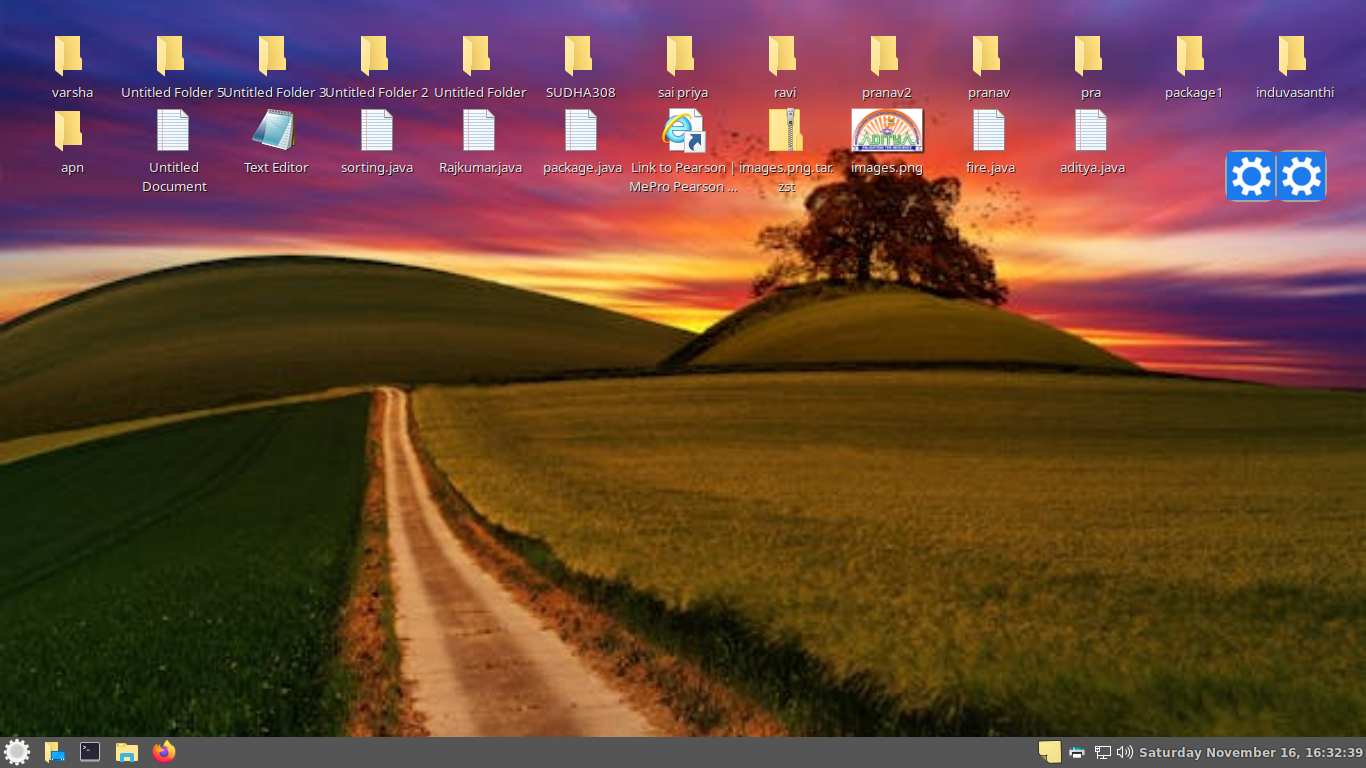 varsha
Untitled Folder 5
Untitled Folder 3
Untitled Folder 2
Untitled Folder
SUDHA308
sai priya
ravi
pranav2
pranav
pra
package1
induvasanthi
apn
Untitled
Document
Text Editor
sorting.java
Rajkumar.java
package.java
Link to Pearson |
MePro Pearson ...
images.png.tar.
zst
ADITYA
images.png
fire.java
aditya.java
Saturday November 16, 16:32:39